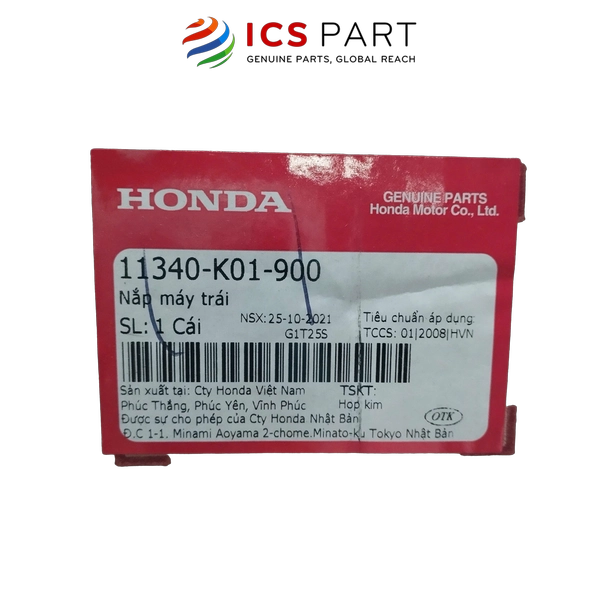 ICS PART
GENUINE PARTS, GLOBAL REACH
HONDA
GENUINE PARTS
Honda Motor Co., Ltd.
11340-K01-900
Nắp máy trái
SL: 1 Cái
NSX:25-10-2021
G1T25S
Tiêu chuẩn áp dụng
TCCS: 01|2008|HVN
Sản xuất tại: Cty Honda Việt Nam
TSKT:
Phúc Thắng, Phúc Yên, Vĩnh Phúc
Hop kim
Được sự cho phép của Cty Honda Nhật Bản
Đ.C 1-1. Minami Aoyama 2-chome.Minato-ku Tokyo Nhật Bản
OTK